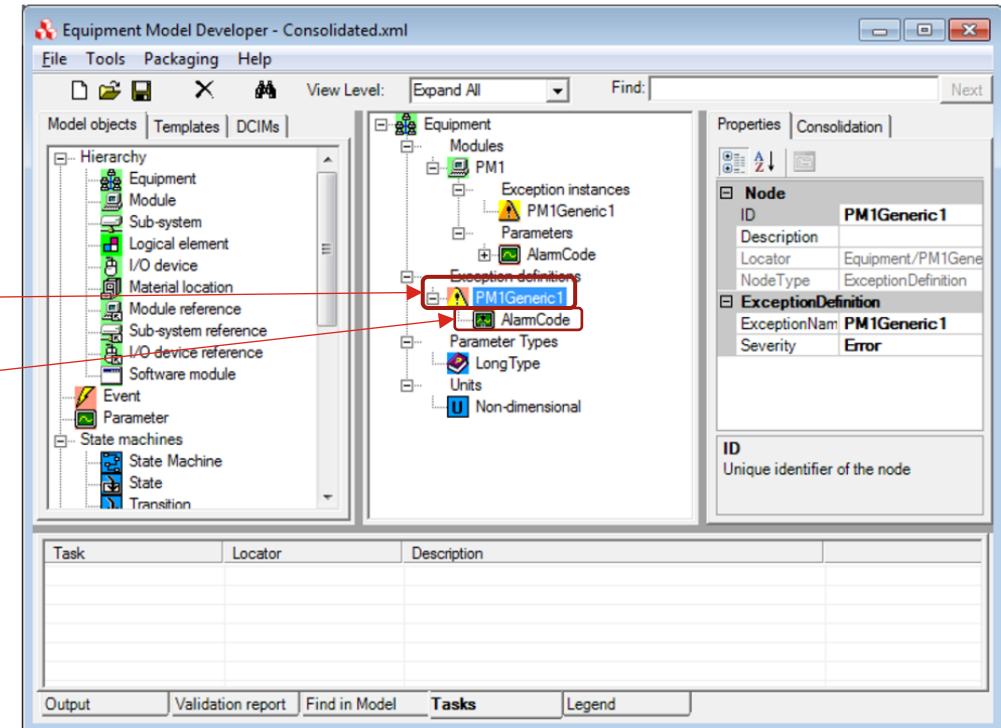 Equipment Model Developer - Consolidated.xml
File Tools Packaging Help
View Level: Expand All Find: Next
Model objects Templates DCIMs
Hierarchy
Equipment
Module
Sub-system
Logical element
I/O device
Material location
Module reference
Sub-system reference
I/O device reference
Software module
Event
Parameter
State machines
State Machine
State
Transition
Equipment
Modules
PM1
Exception instances
PM1Generic1
Parameters
AlarmCode
Exception definitions
PM1Generic1
AlarmCode
Parameter Types
LongType
Units
Non-dimensional
Properties Consolidation
Node
ID PM1Generic1
Description
Locator Equipment/PM1Gene
NodeType ExceptionDefinition
ExceptionDefinition
ExceptionNam PM1Generic1
Severity Error
ID
Unique identifier of the node
Task Locator Description
Output Validation report Find in Model Tasks Legend